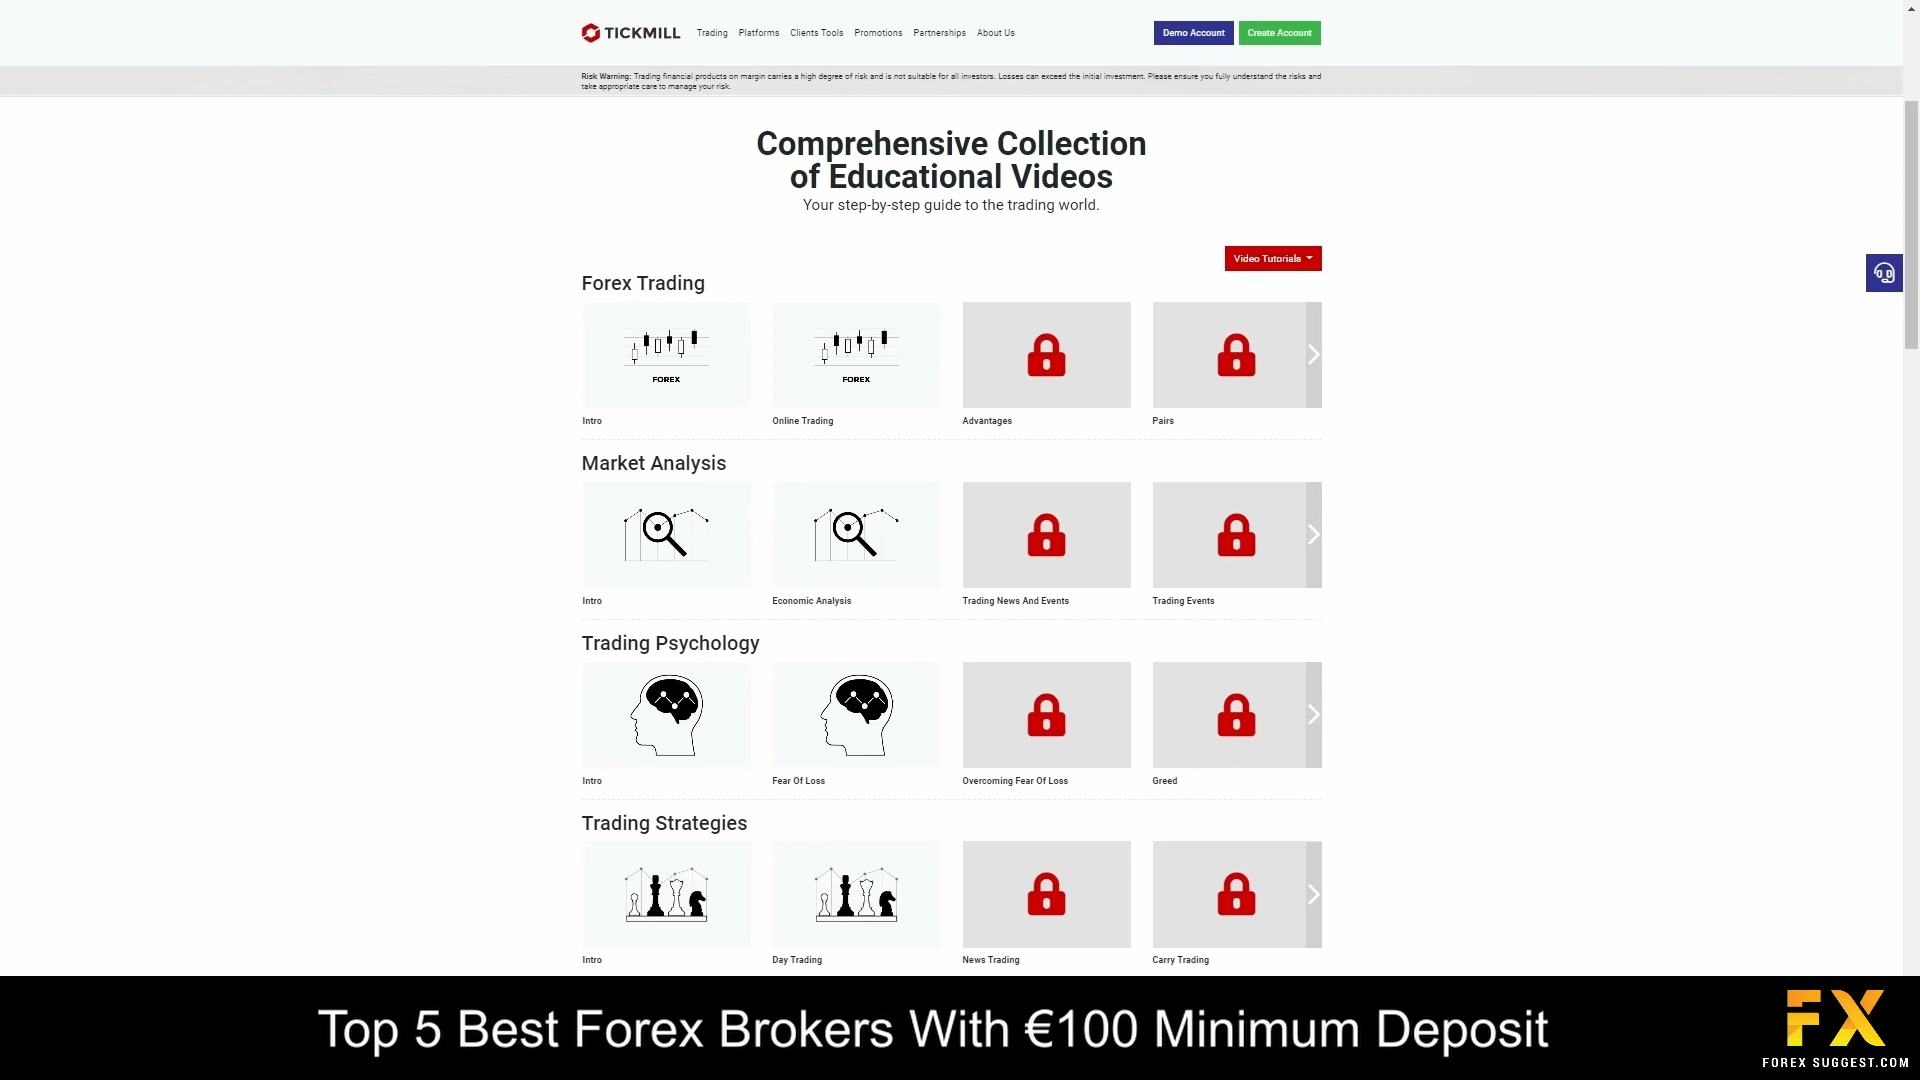 TICKMILL Trading Platforms Clients Tools Promotions Partnerships About Us Demo Account Create Account
Risk Warning: Trading financial products on margin carries a high degree of risk and is not suitable for all investors. Losses can exceed the initial investment. Please ensure you fully understand the risks and
take appropriate care to manage your risk.
Comprehensive Collection
of Educational Videos
Your step-by-step guide to the trading world.
Video Tutorials
Forex Trading
FOREX FOREX
Intro Online Trading Advantages Pairs
Market Analysis
Intro Economic Analysis Trading News And Events Trading Events
Trading Psychology
Intro Fear Of Loss Overcoming Fear Of Loss Greed
Trading Strategies
Intro Day Trading News Trading Carry Trading
Top 5 Best Forex Brokers With €100 Minimum Deposit
FX
FOREX SUGGEST.COM